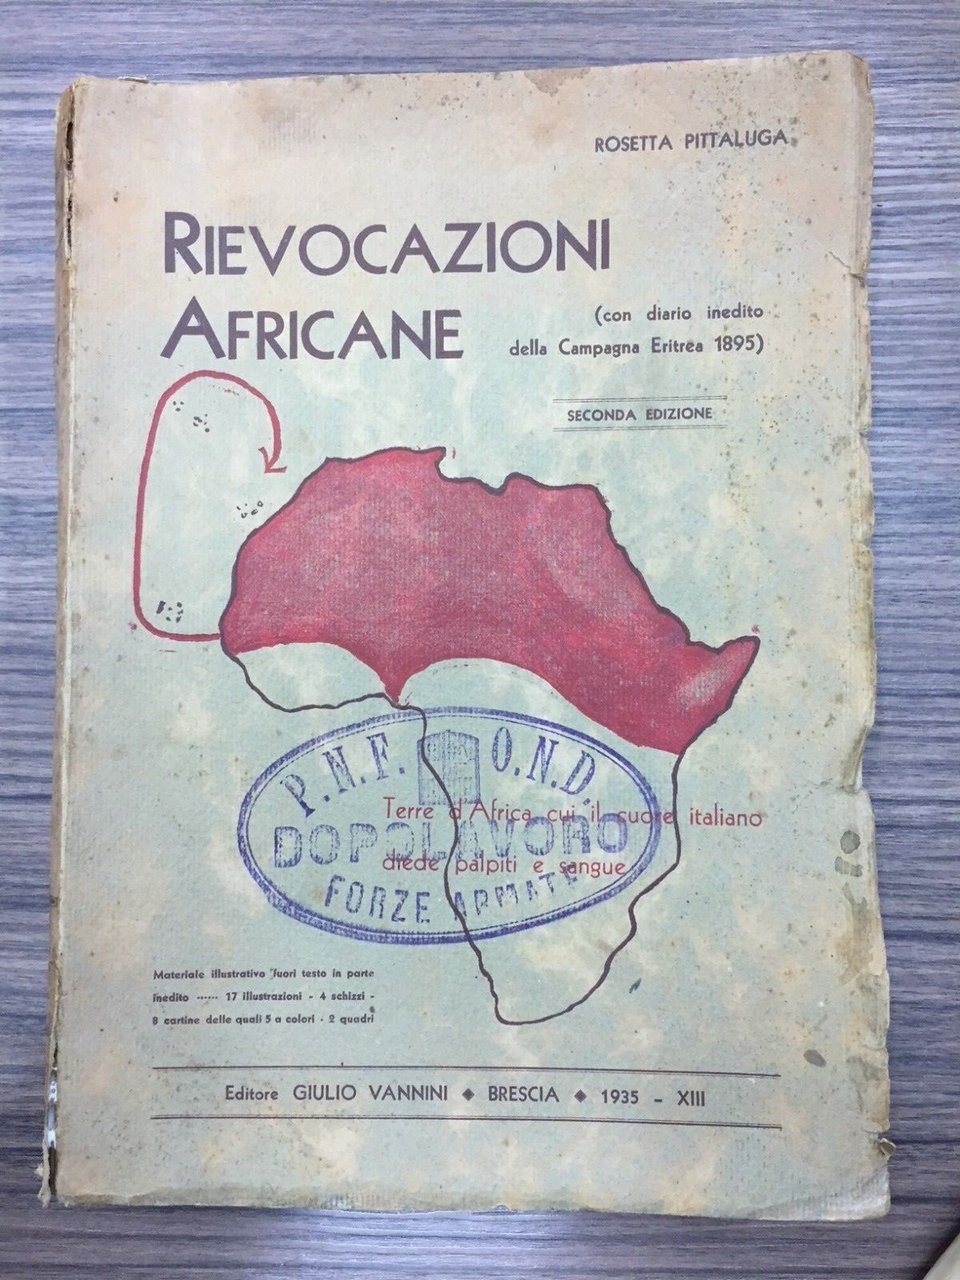 ROSETTA PITTALUGA
RIEVOCAZIONI
AFRICANE
(con diario inedito
della Campagna Eritrea 1895)
SECONDA EDIZIONE
P.N.F. O.N.D.
DOPOLAVORO
FORZE ARMATE
Terre d'Africa cui il cuore italiano
diede palpiti e sangue
Materiale illustrativo fuori testo in parte
inedito ...... 17 illustrazioni - 4 schizzi -
8 cartine delle quali 5 a colori - 2 quadri
Editore GIULIO VANNINI ◆ BRESCIA ◆ 1935 - XIII